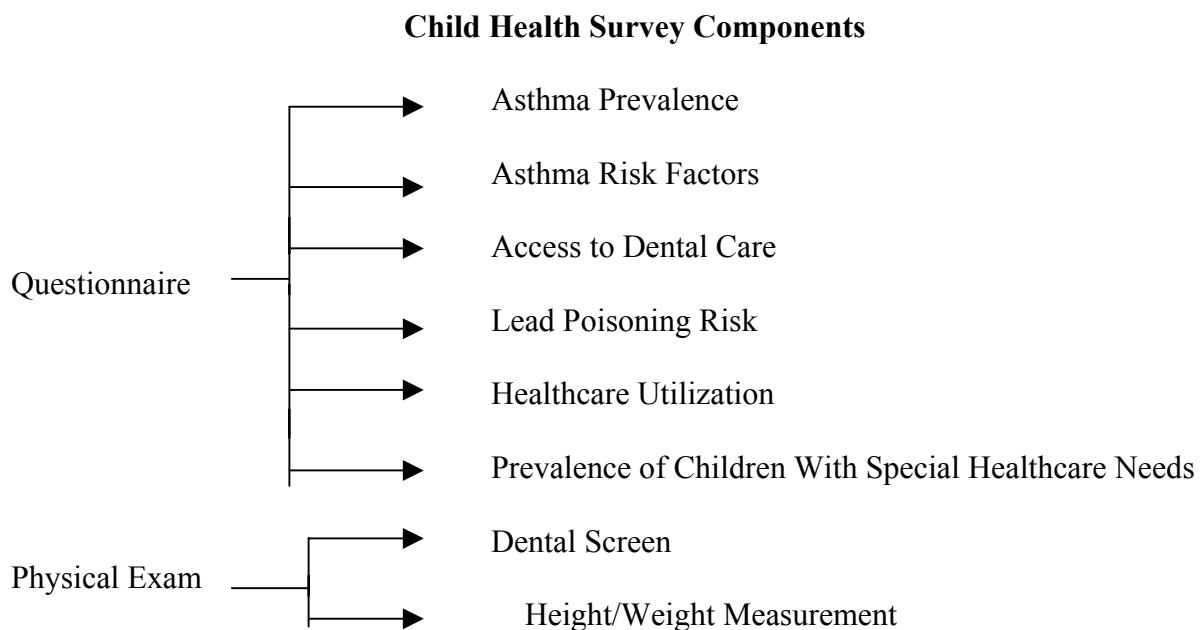 Child Health Survey Components
Asthma Prevalence
Asthma Risk Factors
Access to Dental Care
Questionnaire
Lead Poisoning Risk
Healthcare Utilization
Prevalence of Children With Special Healthcare Needs
Dental Screen
Physical Exam
Height/Weight Measurement